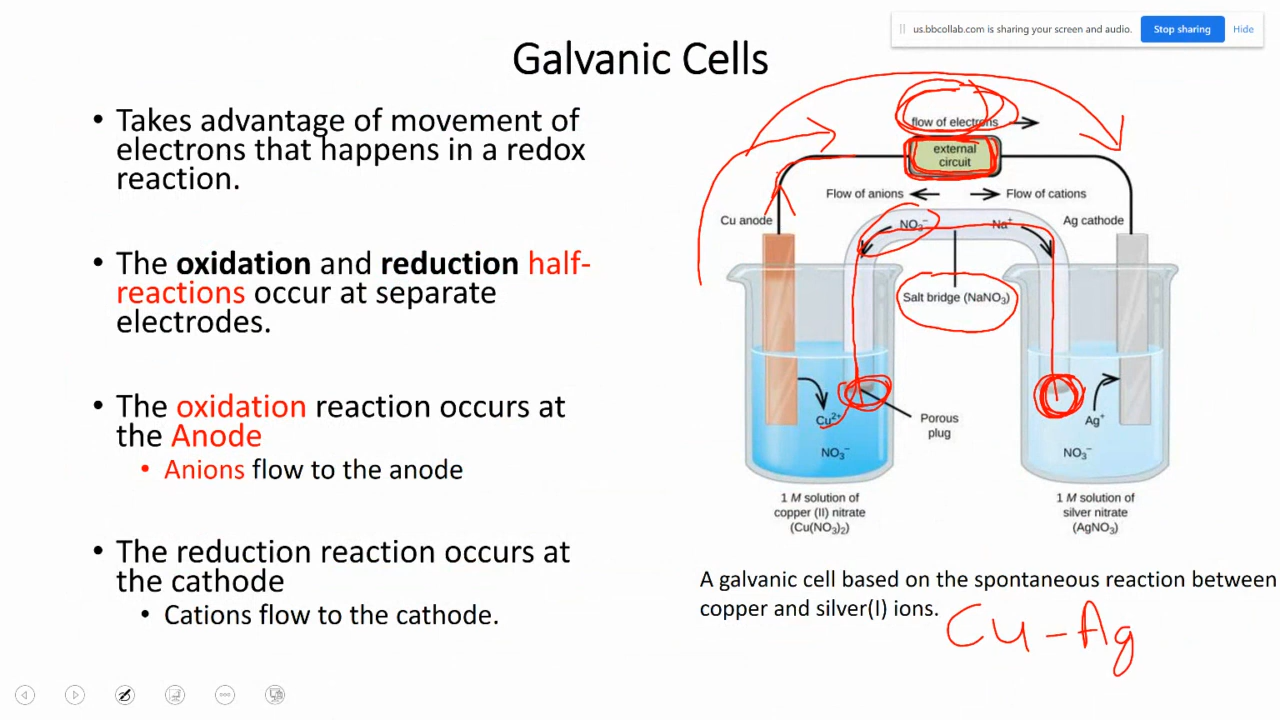 us.bbcollab.com is sharing your screen and audio. Stop sharing Hide
Galvanic Cells
• Takes advantage of movement of
electrons that happens in a redox
reaction.
• The oxidation and reduction half-
reactions occur at separate
electrodes.
• The oxidation reaction occurs at
the Anode
• Anions flow to the anode
• The reduction reaction occurs at
the cathode
• Cations flow to the cathode.
flow of electrons
external
circuit
Flow of anions
Flow of cations
Cu anode
NO₃⁻
Na⁺
Ag cathode
Salt bridge (NaNO₃)
Cu²⁺
Ag⁺
Porous
plug
NO₃⁻
NO₃⁻
1 M solution of
copper (II) nitrate
(Cu(NO₃)₂)
1 M solution of
silver nitrate
(AgNO₃)
A galvanic cell based on the spontaneous reaction between
copper and silver(I) ions.
Cu – Ag